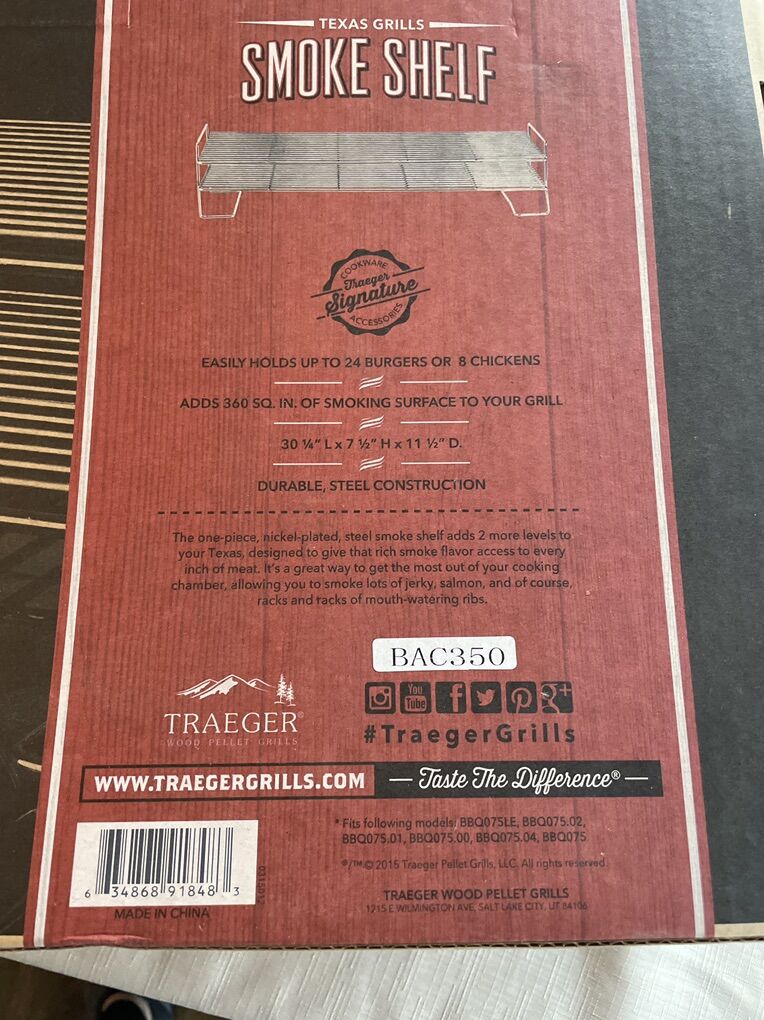 TEXAS GRILLS
SMOKE SHELF
COOKWARE
Traeger
Signature
ACCESSORIES
EASILY HOLDS UP TO 24 BURGERS OR 8 CHICKENS
ADDS 360 SQ. IN. OF SMOKING SURFACE TO YOUR GRILL
30 ¼” L x 7 ½” H x 11 ½” D.
DURABLE, STEEL CONSTRUCTION
The one-piece, nickel-plated, steel smoke shelf adds 2 more levels to
your Texas, designed to give that rich smoke flavor access to every
inch of meat. It's a great way to get the most out of your cooking
chamber, allowing you to smoke lots of jerky, salmon, and of course,
racks and racks of mouth-watering ribs.
BAC350
You
Tube
f
g+
#TraegerGrills
TRAEGER®
WOOD PELLET GRILLS
WWW.TRAEGERGRILLS.COM
— Taste The Difference® —
* Fits following models: BBQ075LE, BBQ075.02,
BBQ075.01, BBQ075.00, BBQ075.04, BBQ075
®/™ © 2015 Traeger Pellet Grills, LLC. All rights reserved.
TRAEGER WOOD PELLET GRILLS
1215 E WILMINGTON AVE, SALT LAKE CITY, UT 84106
6 34868 91848 3
MADE IN CHINA